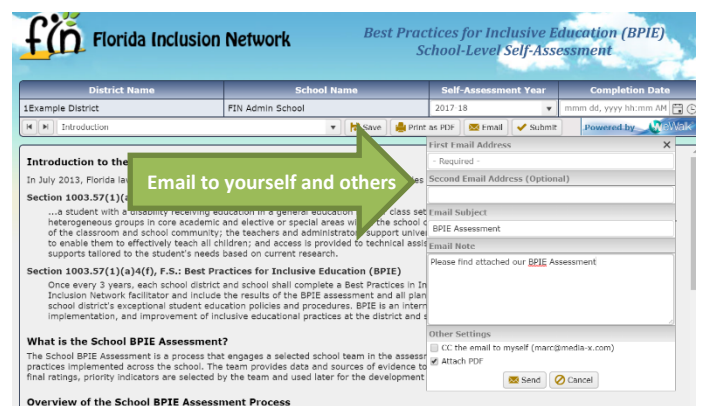 fin Florida Inclusion Network
Best Practices for Inclusive Education (BPIE)
School-Level Self-Assessment
District Name School Name Self-Assessment Year Completion Date
1Example District FIN Admin School 2017-18 mmm dd, yyyy hh:mm AM
Introduction Save Print as PDF Email Submit Powered by WeWalk
First Email Address X
- Required -
Second Email Address (Optional)
Email Subject
BPIE Assessment
Email Note
Please find attached our BPIE Assessment
Other Settings
CC the email to myself (marc@media-x.com)
Attach PDF
Send Cancel
Email to yourself and others
Introduction to the
In July 2013, Florida
Section 1003.57(1)(a
...a student with a disability receiving education in a general education class set
heterogeneous groups in core academic and elective or special areas the school
of the classroom and school community; the teachers and administrators support
to enable them to effectively teach all children; and access is provided to technical
supports tailored to the student's needs based on current research.
Section 1003.57(1)(a)4(f), F.S.: Best Practices for Inclusive Education (BPIE)
Once every 3 years, each school district and school shall complete a Best Practices in
Inclusion Network facilitator and include the results of the BPIE assessment and all
school district's exceptional student education policies and procedures. BPIE is an
implementation, and improvement of inclusive educational practices at the district and
What is the School BPIE Assessment?
The School BPIE Assessment is a process that engages a selected school team in the
practices implemented across the school. The team provides data and sources of evidence to
final ratings, priority indicators are selected by the team and used later for the development
Overview of the School BPIE Assessment Process